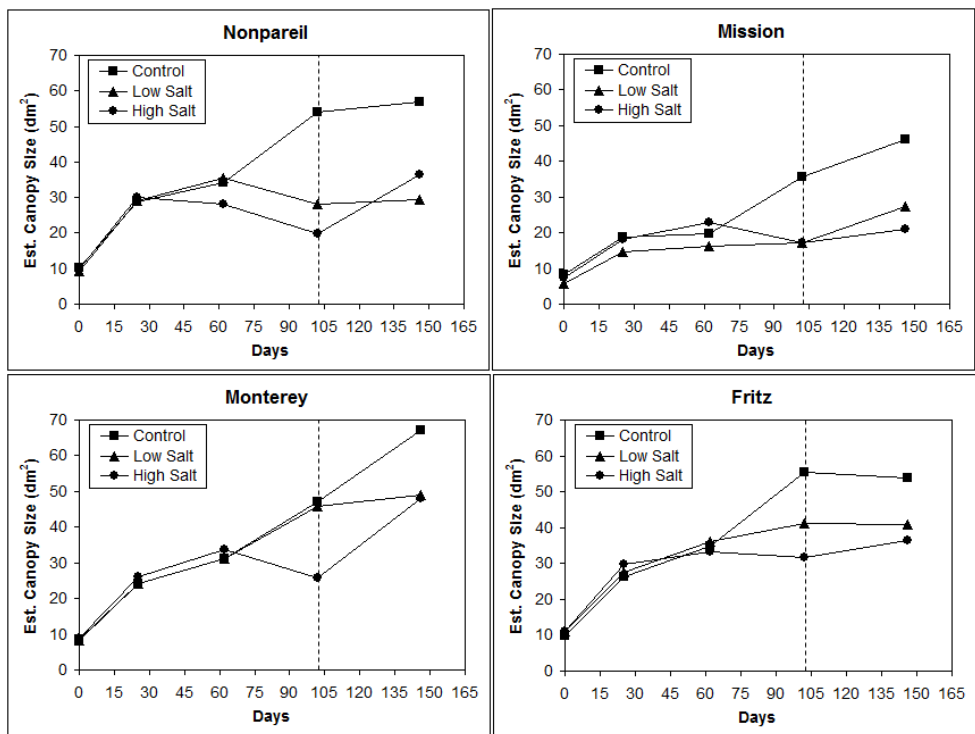 Nonpareil
Est. Canopy SIze (dm²)
70
60
50
40
30
20
10
0
Control
Low Salt
High Salt
0 15 30 45 60 75 90 105 120 135 150 165
Days
Mission
Est. Canopy SIze (dm²)
70
60
50
40
30
20
10
0
Control
Low Salt
High Salt
0 15 30 45 60 75 90 105 120 135 150 165
Days
Monterey
Est. Canopy SIze (dm²)
70
60
50
40
30
20
10
0
Control
Low Salt
High Salt
0 15 30 45 60 75 90 105 120 135 150 165
Days
Fritz
Est. Canopy SIze (dm²)
70
60
50
40
30
20
10
0
Control
Low Salt
High Salt
0 15 30 45 60 75 90 105 120 135 150 165
Days